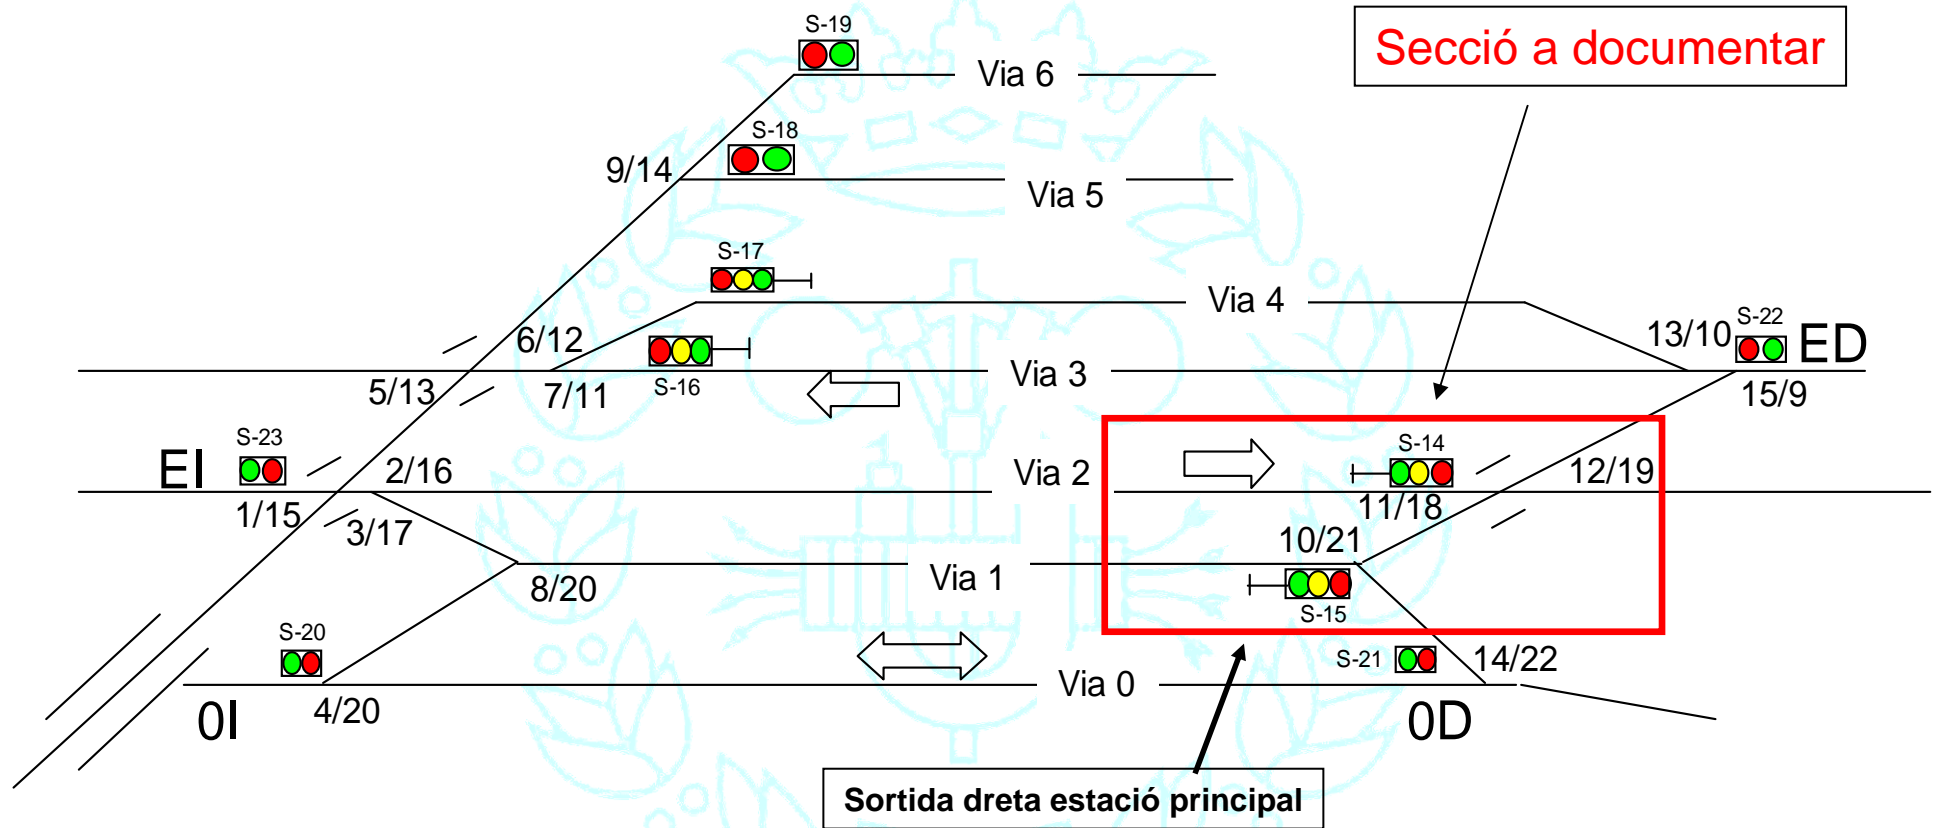 S-19
Secció a documentar
Via 6
S-18
9/14
Via 5
S-17
Via 4
S-22
13/10
ED
6/12
S-16
Via 3
5/13
7/11
15/9
S-23
EI
2/16
Via 2
S-14
12/19
1/15
3/17
11/18
10/21
8/20
Via 1
S-15
S-20
S-21
14/22
Via 0
4/20
0I
0D
Sortida dreta estació principal